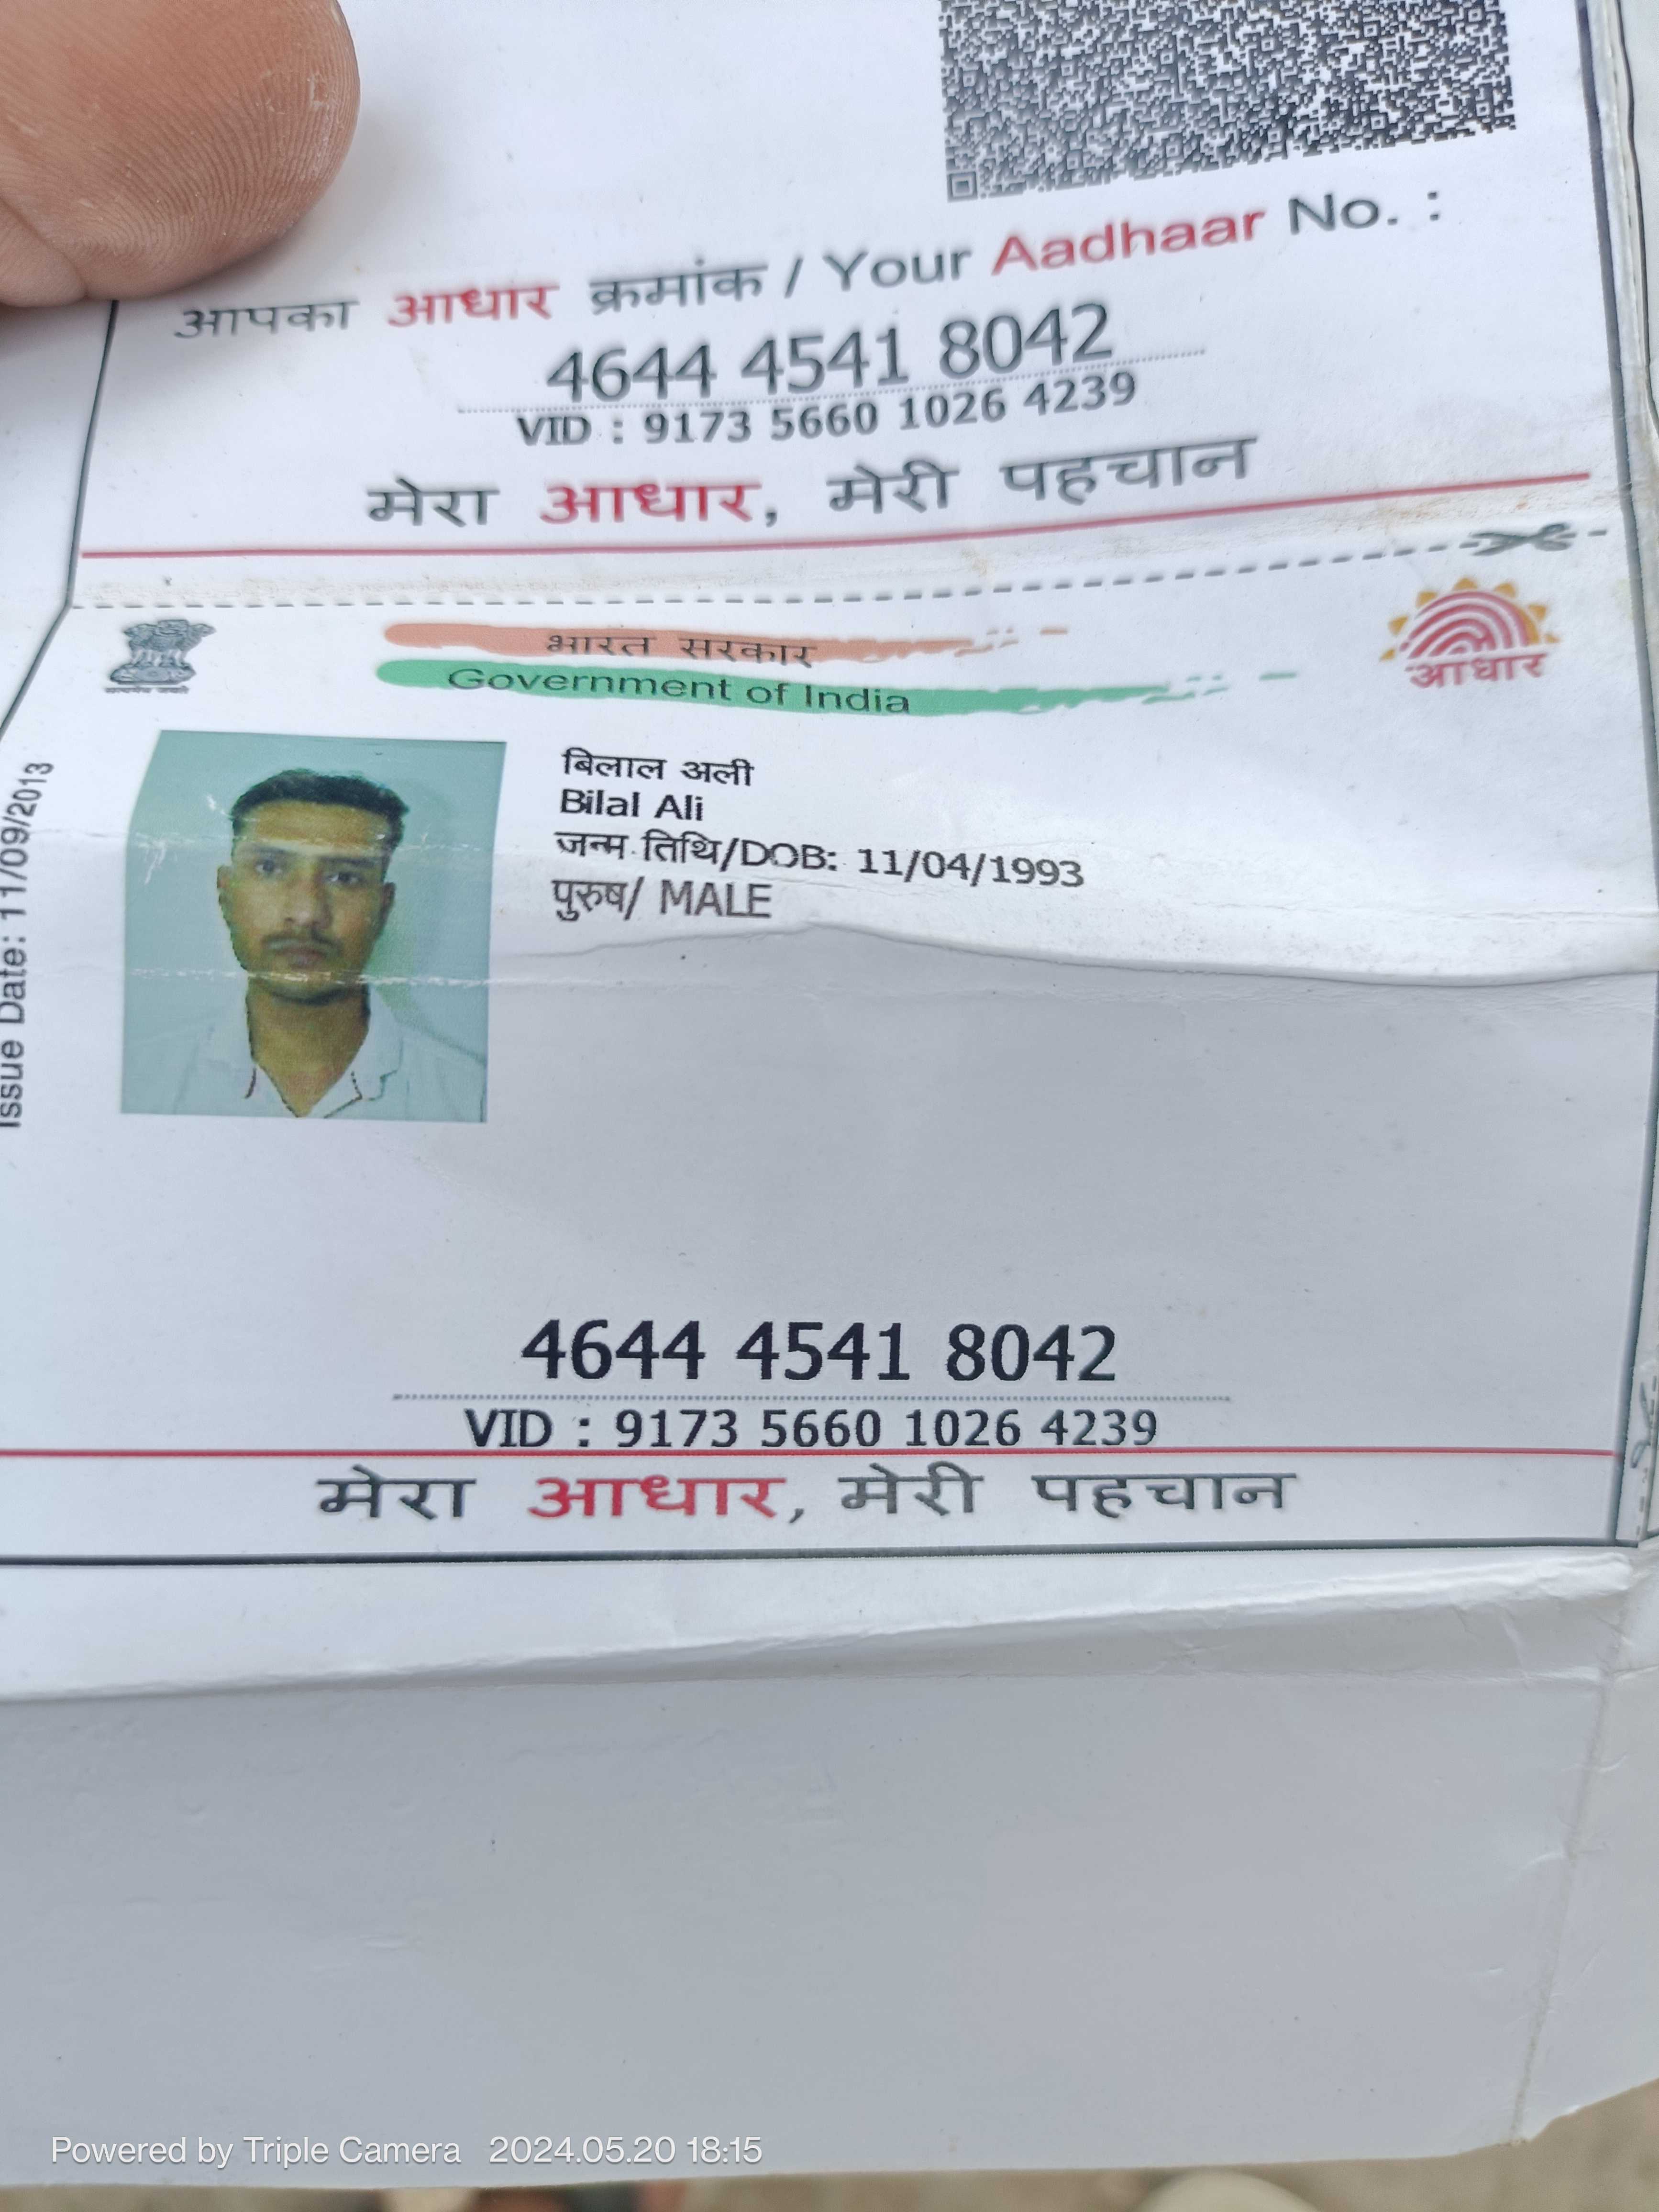 आपका आधार क्रमांक / Your Aadhaar No. :
4644 4541 8042
VID : 9173 5660 1026 4239
मेरा आधार, मेरी पहचान
भारत सरकार
Government of India
आधार
Issue Date: 11/09/2013
बिलाल अली
Bilal Ali
जन्म तिथि/DOB: 11/04/1993
पुरुष/ MALE
4644 4541 8042
VID : 9173 5660 1026 4239
मेरा आधार, मेरी पहचान
Powered by Triple Camera 2024.05.20 18:15